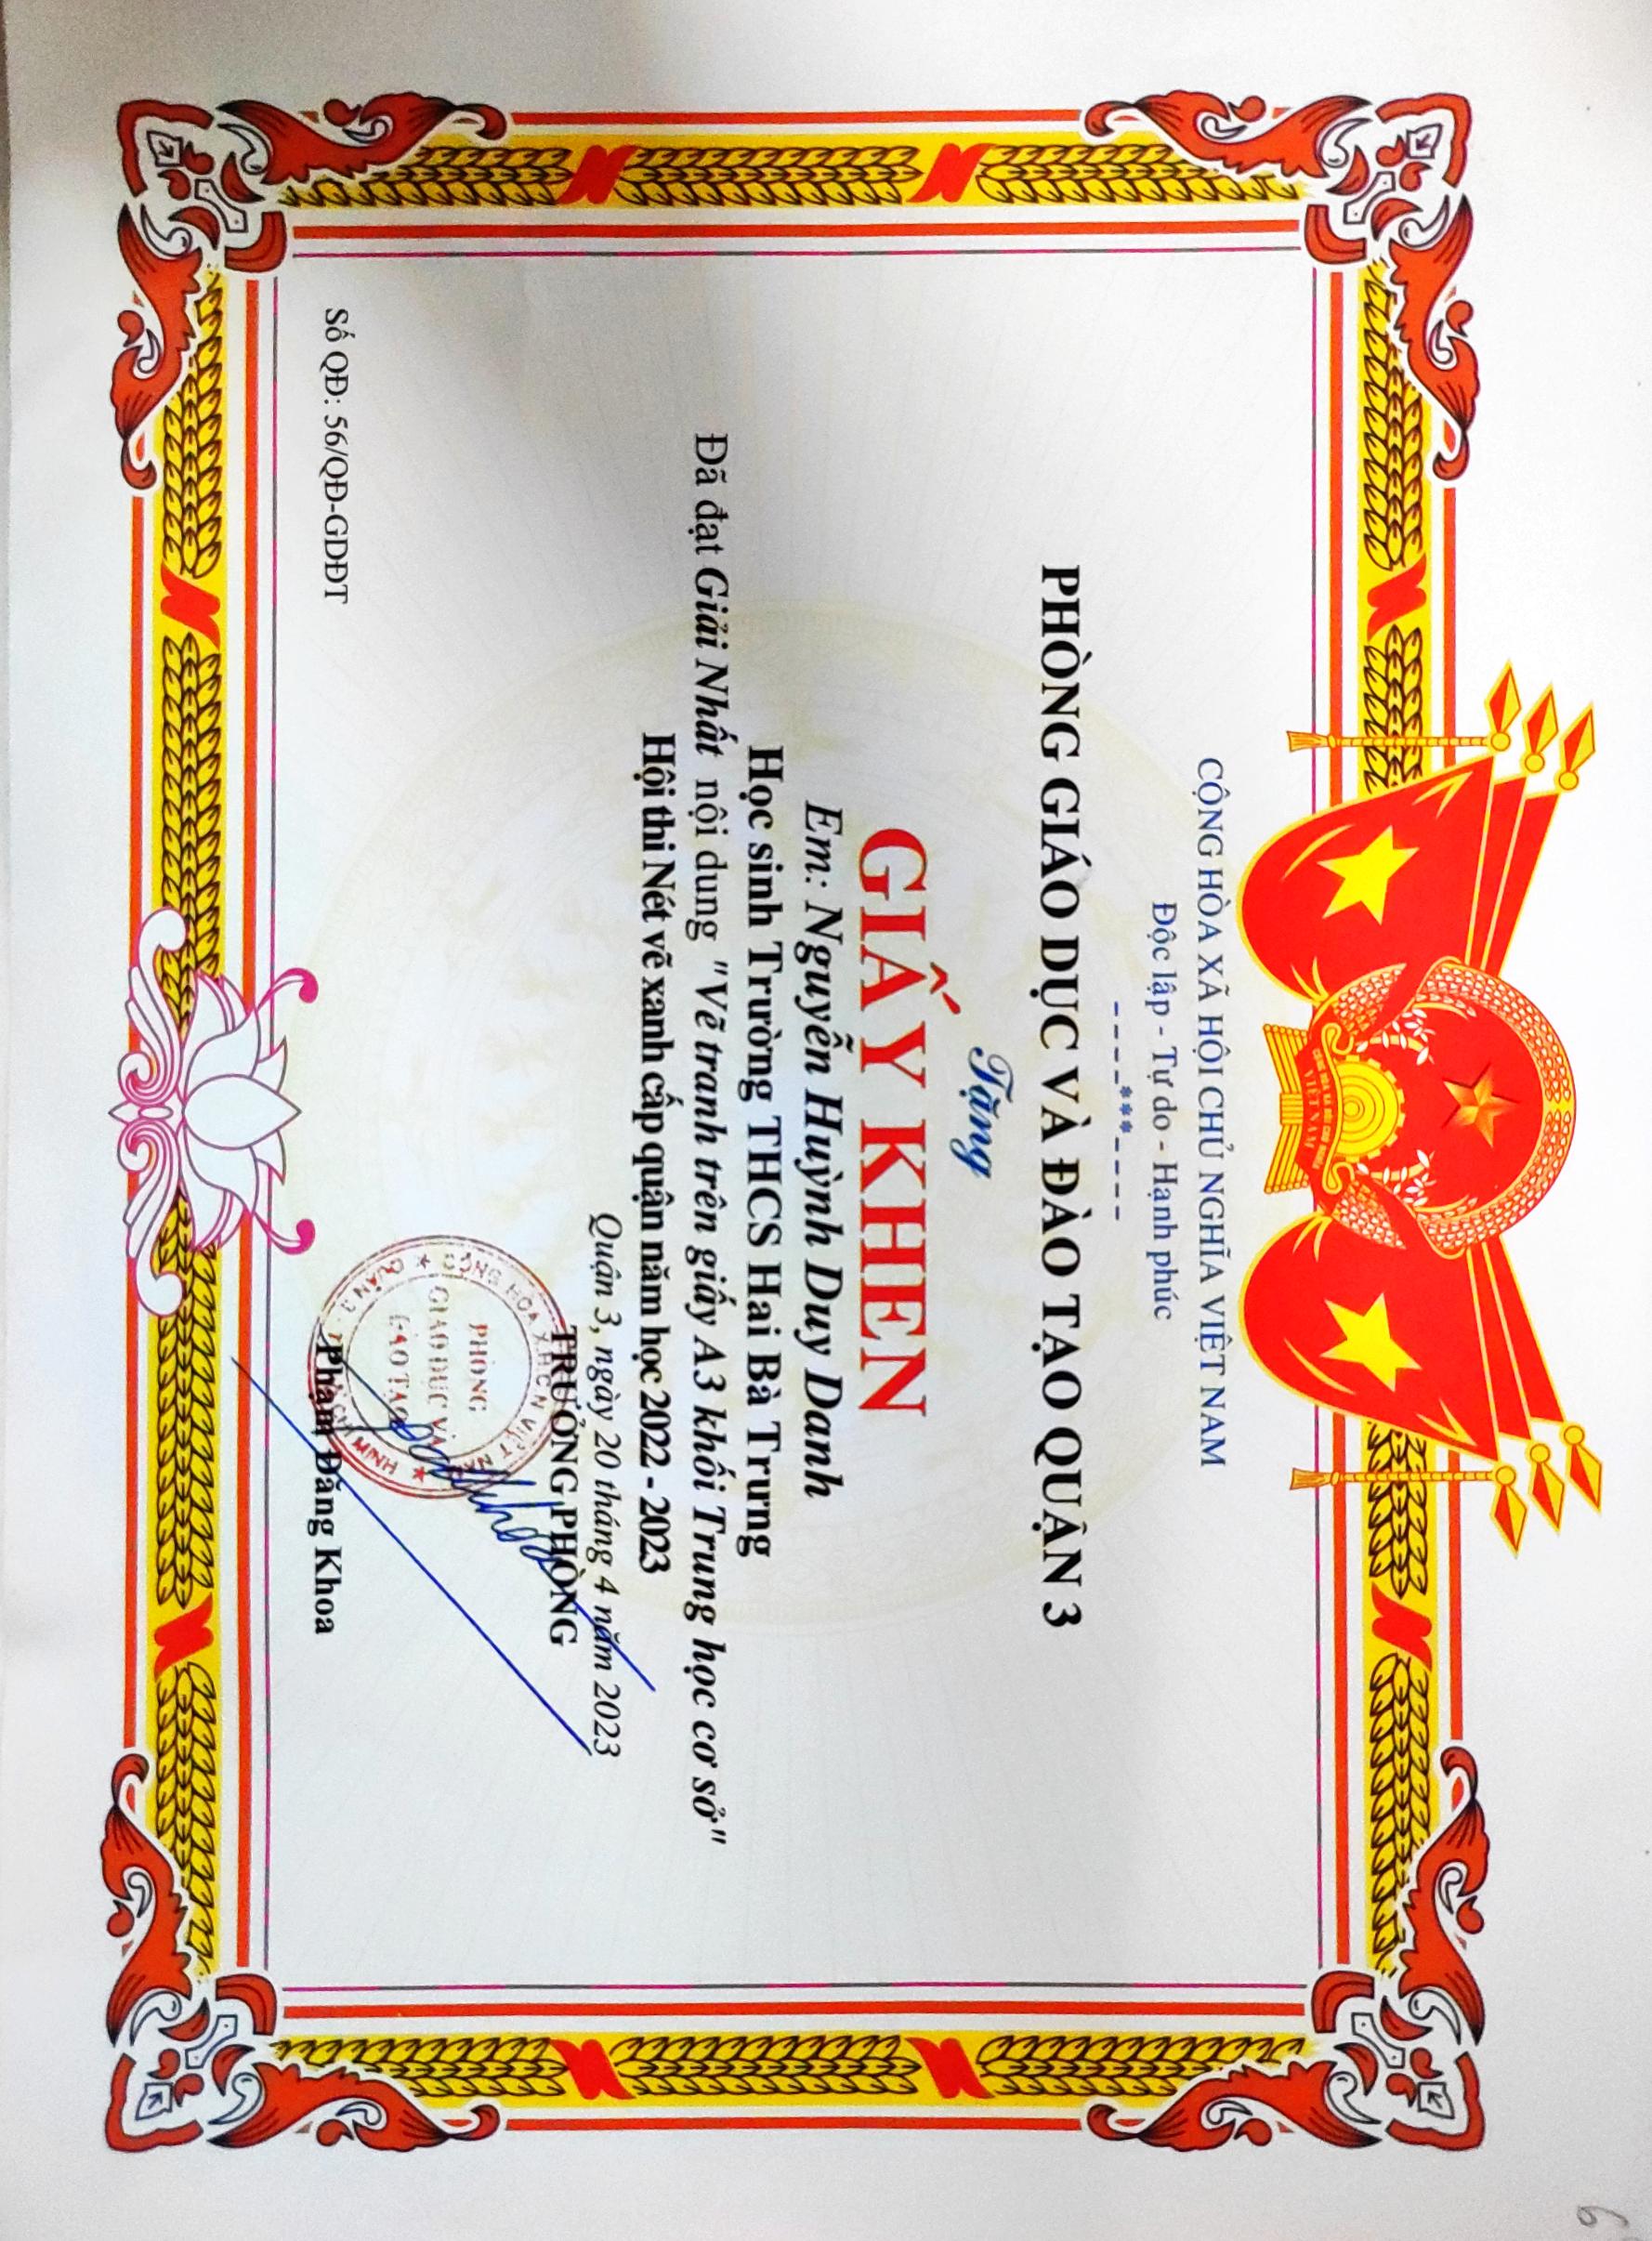 6
CỘNG HÒA XÃ HỘI CHỦ NGHĨA
VIỆT NAM
CỘNG HÒA XÃ HỘI CHỦ NGHĨA VIỆT NAM
Độc lập - Tự do - Hạnh phúc
----***----
PHÒNG GIÁO DỤC VÀ ĐÀO TẠO QUẬN 3
Tặng
GIẤY KHEN
Em: Nguyễn Huỳnh Duy Danh
Học sinh Trường THCS Hai Bà Trưng
Đã đạt Giải Nhất nội dung "Vẽ tranh trên giấy A3 khối Trung học cơ sở"
Hội thi Nét vẽ xanh cấp quận năm học 2022 - 2023
Quận 3, ngày 20 tháng 4 năm 2023
TRƯỞNG PHÒNG
CỘNG HÒA X.H.C.N VIỆT NAM
PHÒNG
GIÁO DỤC VÀ
ĐÀO TẠO
QUẬN 3 - CHÍ MINH
Phạm Đăng Khoa
Số QĐ: 56/QĐ-GDĐT